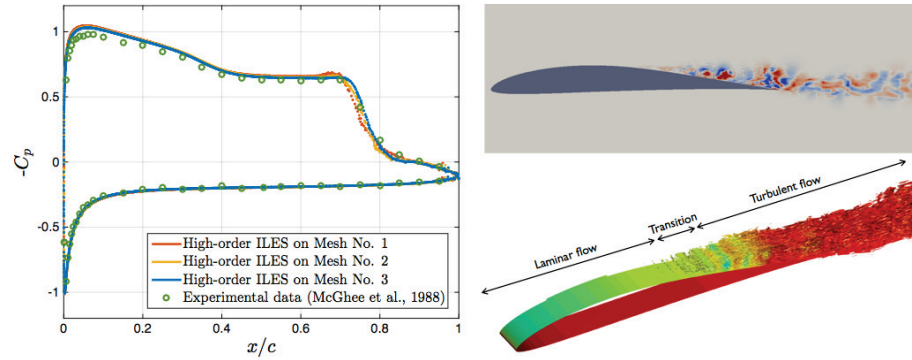 1
0.5
0
-0.5
-1
-C_p
0
0.2
0.4
0.6
0.8
1
x/c
High-order ILES on Mesh No. 1
High-order ILES on Mesh No. 2
High-order ILES on Mesh No. 3
Experimental data (McGhee et al., 1988)
Laminar flow
Transition
Turbulent flow